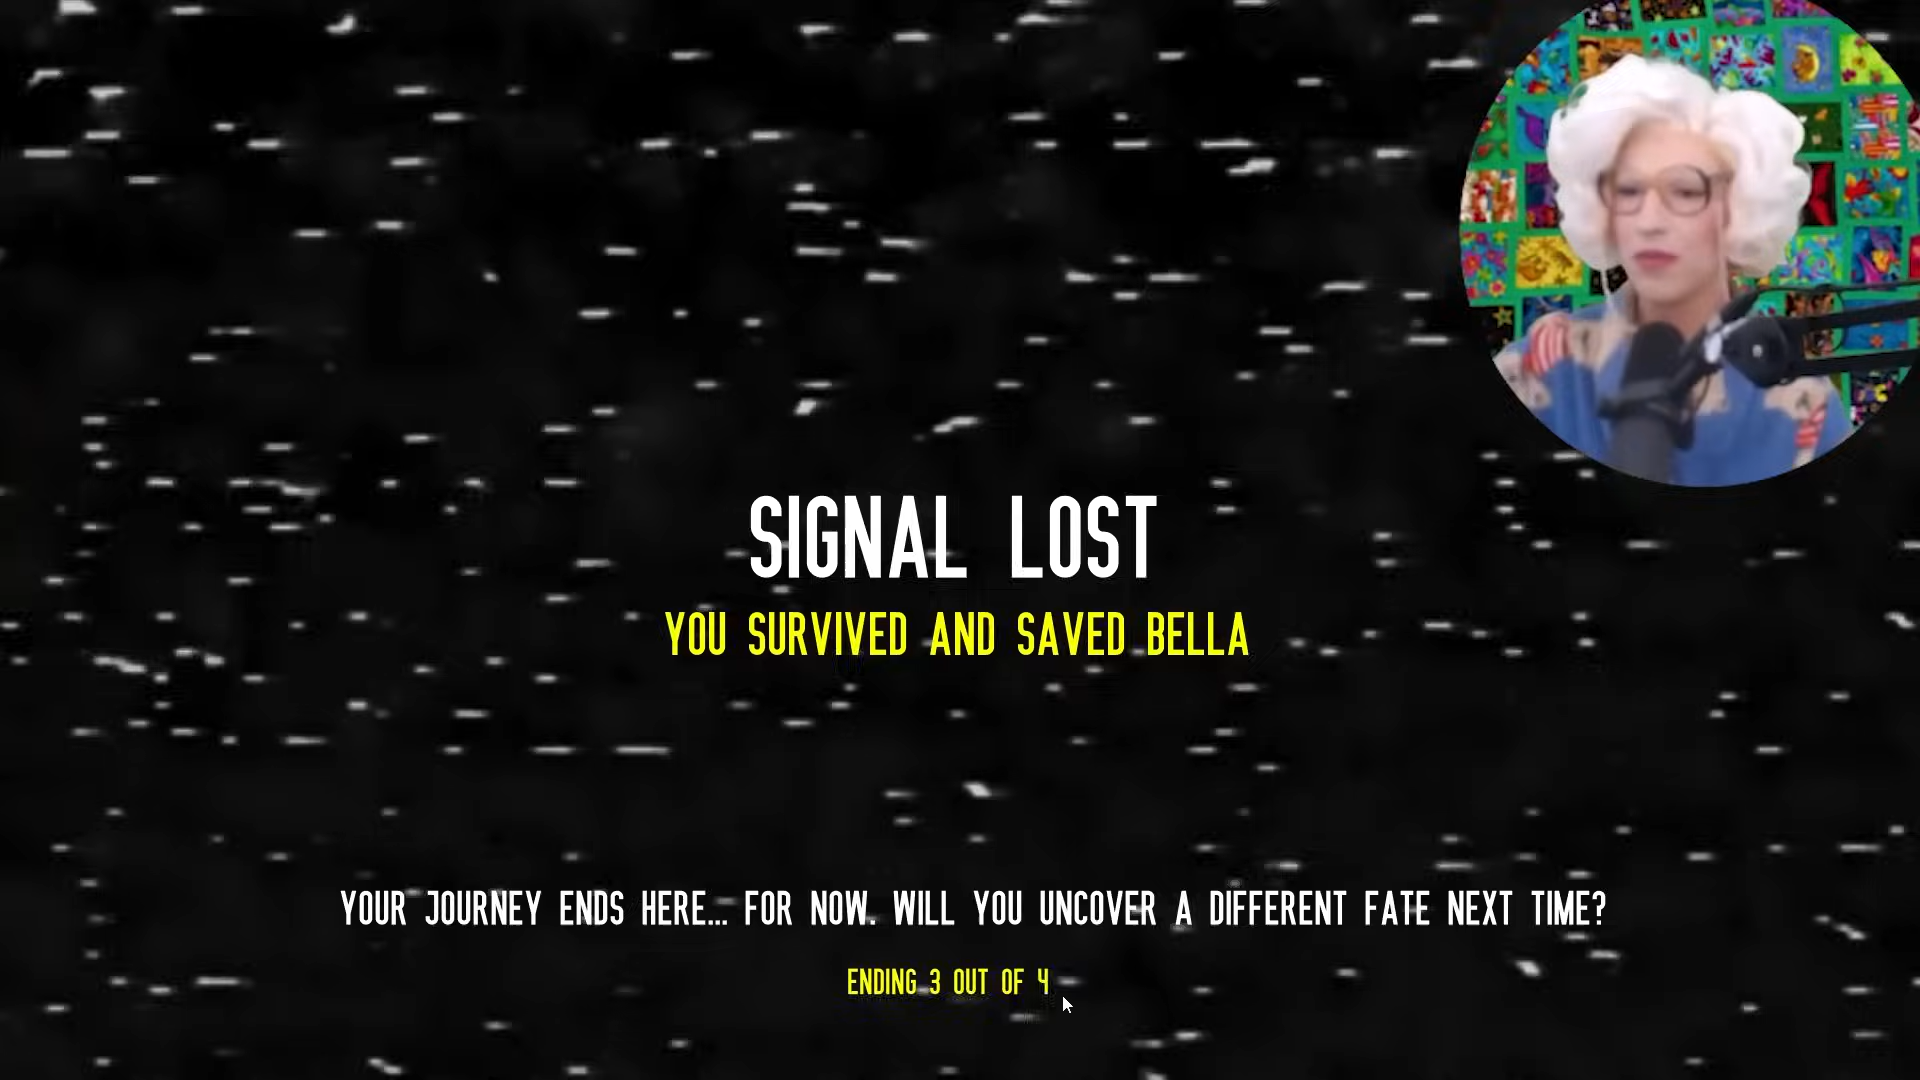 SIGNAL LOST
YOU SURVIVED AND SAVED BELLA
YOUR JOURNEY ENDS HERE... FOR NOW. WILL YOU UNCOVER A DIFFERENT FATE NEXT TIME?
ENDING 3 OUT OF 4